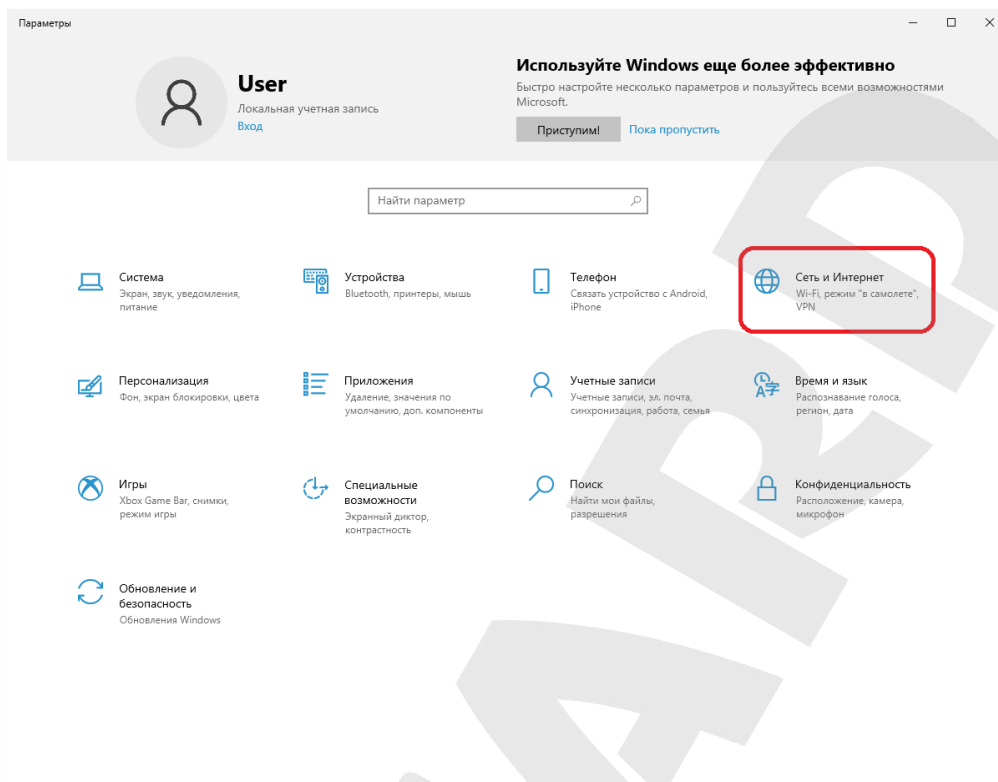 Параметры
User
Локальная учетная запись
Вход
Используйте Windows еще более эффективно
Быстро настройте несколько параметров и пользуйтесь всеми возможностями
Microsoft.
Приступим!
Пока пропустить
Найти параметр
Система
Экран, звук, уведомления,
питание
Устройства
Bluetooth, принтеры, мышь
Телефон
Связать устройство с Android,
iPhone
Сеть и Интернет
Wi-Fi, режим "в самолете",
VPN
Персонализация
Фон, экран блокировки, цвета
Приложения
Удаление, значения по
умолчанию, доп. компоненты
Учетные записи
Учетные записи, эл. почта,
синхронизация, работа, семья
Время и язык
Распознавание голоса,
регион, дата
Игры
Xbox Game Bar, снимки,
режим игры
Специальные
возможности
Экранный диктор,
контрастность
Поиск
Найти мои файлы,
разрешения
Конфиденциальность
Расположение, камера,
микрофон
Обновление и
безопасность
Обновления Windows